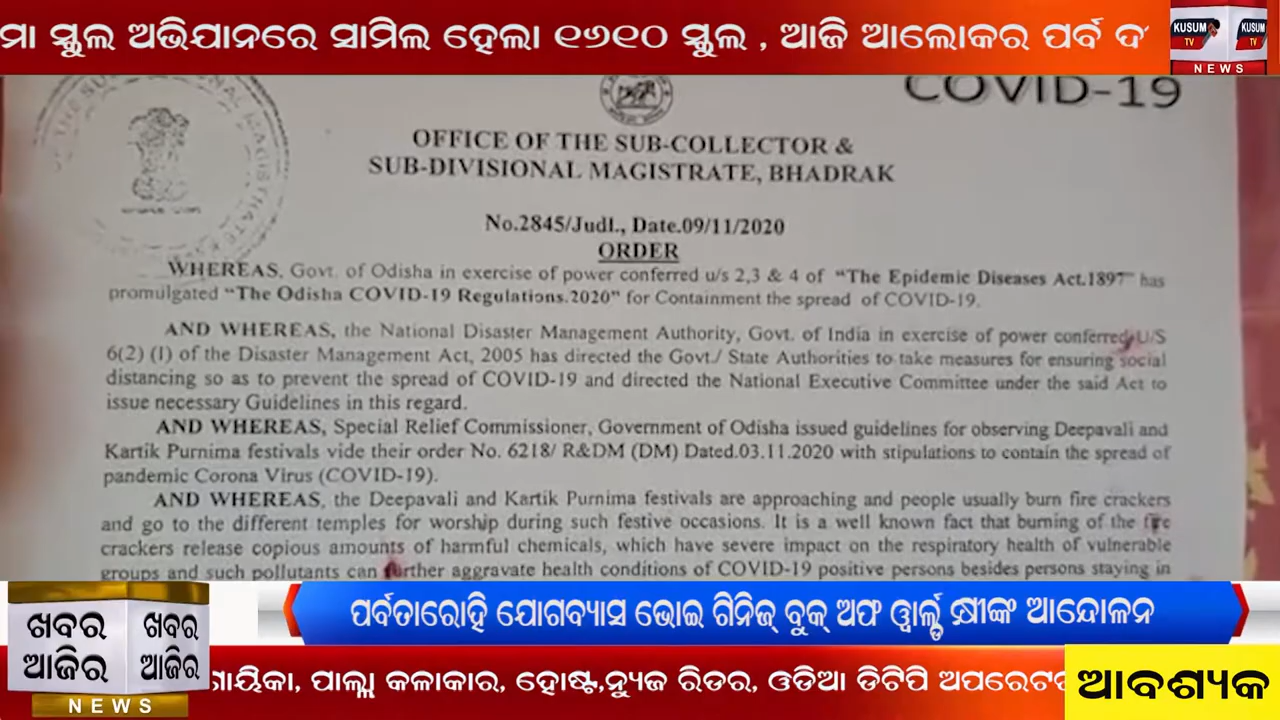 ମା ସ୍କୁଲ ଅଭିଯାନରେ ସାମିଲ ହେଲା ୧୬୧୦ ସ୍କୁଲ , ଆଜି ଆଲୋକର ପର୍ବ
KUSUM TV
KUSUM TV
NEWS
COVID-19
OFFICE OF THE SUB-COLLECTOR &
SUB-DIVISIONAL MAGISTRATE, BHADRAK
No.2845/Judl., Date.09/11/2020
ORDER
WHEREAS, Govt. of Odisha in exercise of power conferred u/s 2,3 & 4 of "The Epidemic Diseases Act.1897" has
promulgated "The Odisha COVID-19 Regulations.2020" for Containment the spread of COVID-19.
AND WHEREAS, the National Disaster Management Authority, Govt. of India in exercise of power conferred U/S
6(2) (I) of the Disaster Management Act, 2005 has directed the Govt./ State Authorities to take measures for ensuring social
distancing so as to prevent the spread of COVID-19 and directed the National Executive Committee under the said Act to
issue necessary Guidelines in this regard.
AND WHEREAS, Special Relief Commissioner, Government of Odisha issued guidelines for observing Deepavali and
Kartik Purnima festivals vide their order No. 6218/ R&DM (DM) Dated.03.11.2020 with stipulations to contain the spread of
pandemic Corona Virus (COVID-19).
AND WHEREAS, the Deepavali and Kartik Purnima festivals are approaching and people usually burn fire crackers
and go to the different temples for worship during such festive occasions. It is a well known fact that burning of the fire
crackers release copious amounts of harmful chemicals, which have severe impact on the respiratory health of vulnerable
groups and such pollutants can further aggravate health conditions of COVID-19 positive persons besides persons staying in
ପର୍ବତାରୋହି ଯୋଗବ୍ୟାସ ଭୋଇ ଗିନିଜ୍ ବୁକ୍ ଅଫ ୱାର୍ଲ୍ଡ କ୍ଷୀଙ୍କ ଆନ୍ଦୋଳନ
ଖବର ଆଜିର
ଖବର ଆଜିର
NEWS
ଗାୟିକା, ପାଲ୍ଲା କଳାକାର, ହୋଷ୍ଟ,ନ୍ୟୁଜ ରିଡର, ଓଡିଆ ଡିଟିପି
ଆବଶ୍ୟକ